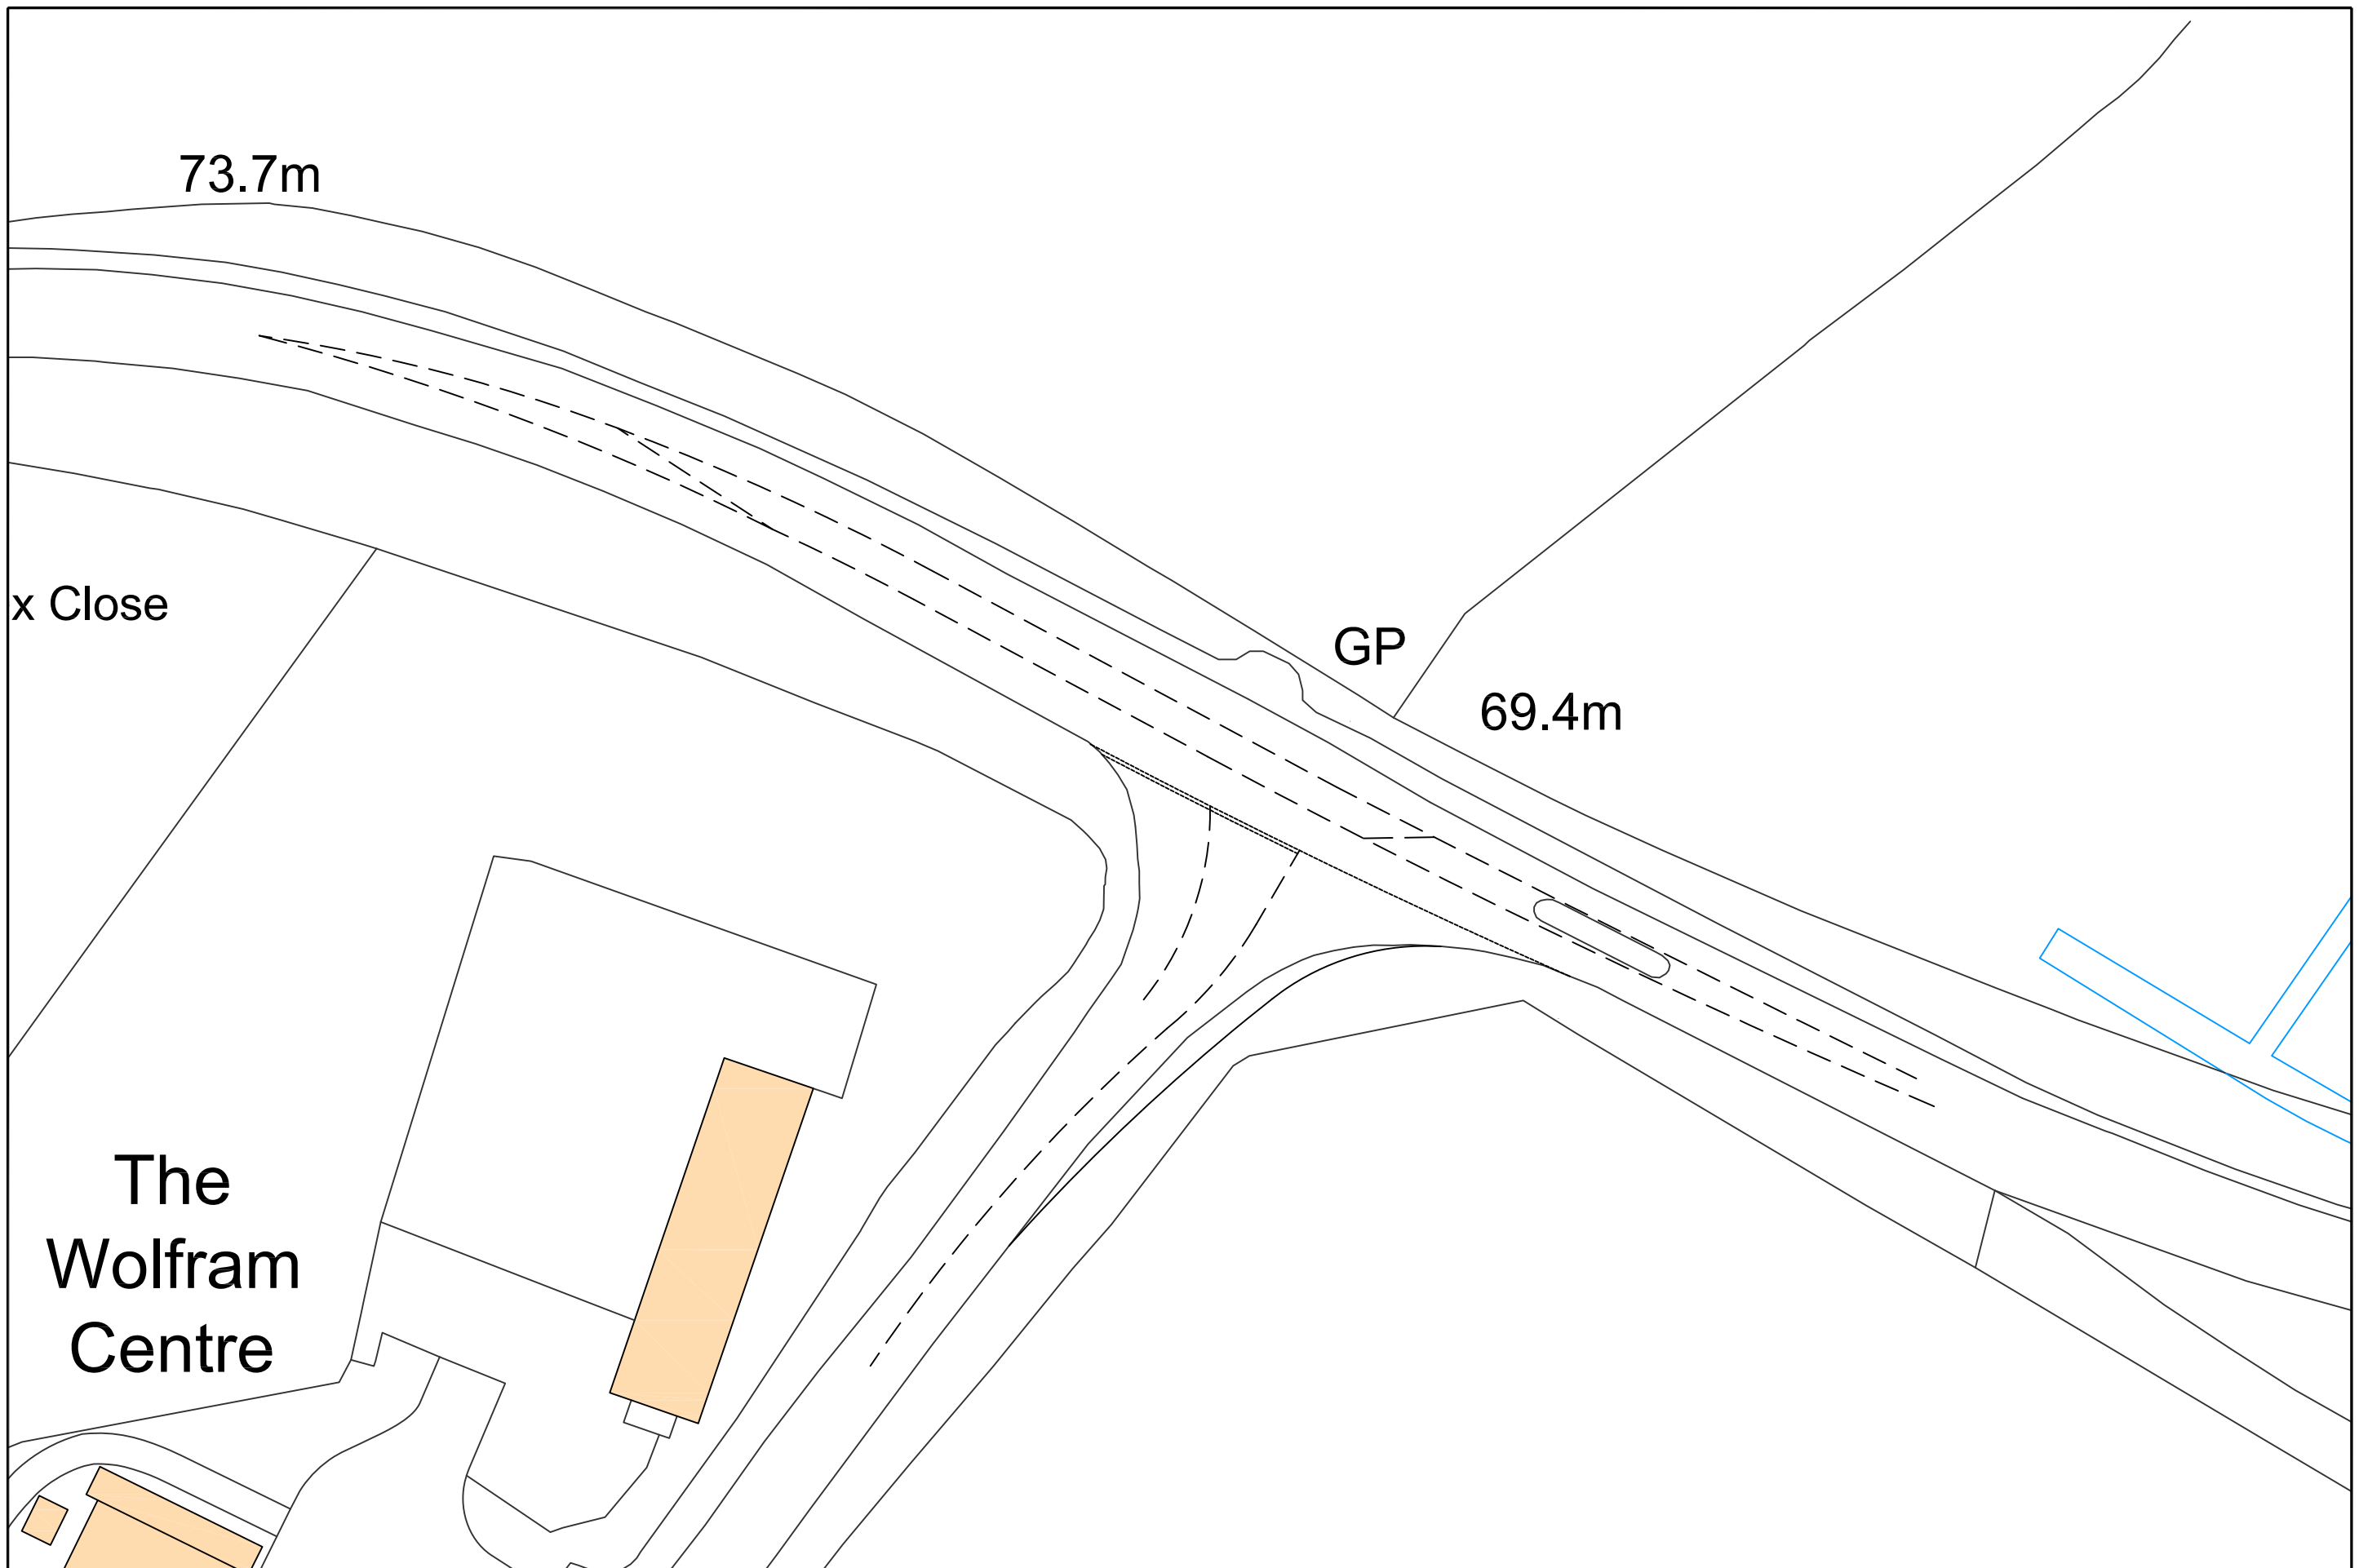 73.7m
x Close
GP
69.4m
The
Wolfram
Centre